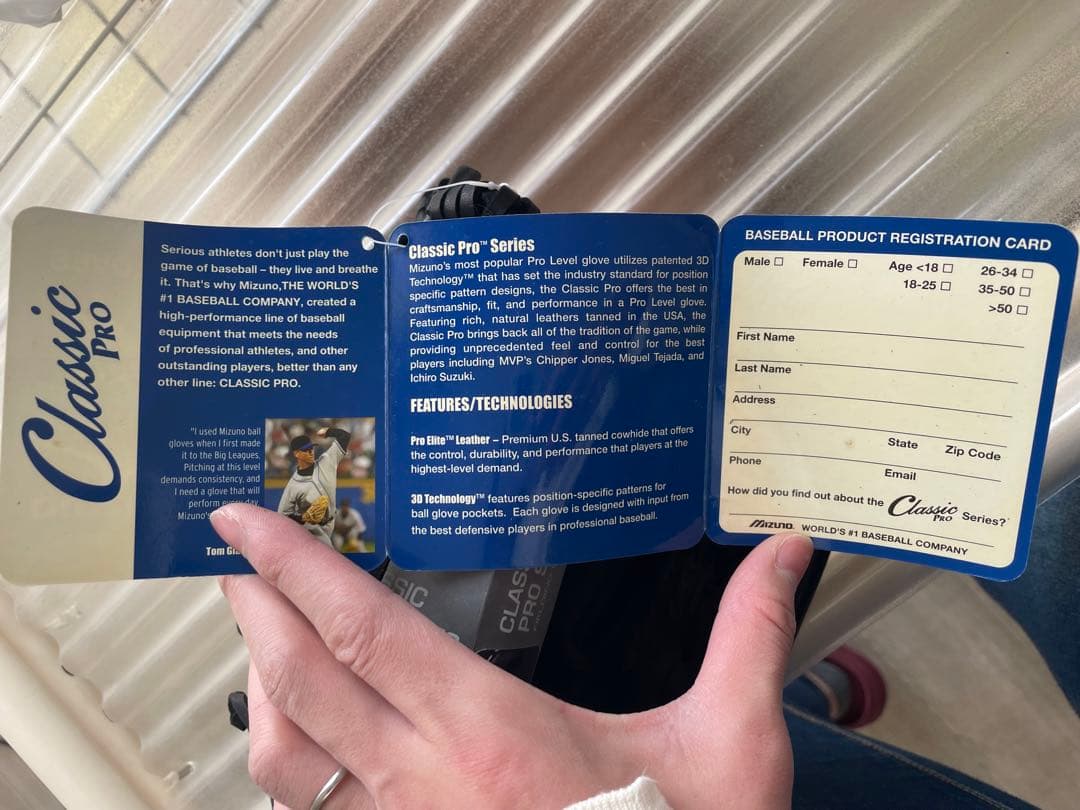 Classic
PRO
Serious athletes don't just play the
game of baseball – they live and breathe
it. That's why Mizuno,THE WORLD'S
#1 BASEBALL COMPANY, created a
high-performance line of baseball
equipment that meets the needs
of professional athletes, and other
outstanding players, better than any
other line: CLASSIC PRO.
"I used Mizuno ball
gloves when I first made
it to the Big Leagues.
Pitching at this level
demands consistency, and
I need a glove that will
perform every day.
Mizuno's
Tom
Classic Pro™ Series
Mizuno's most popular Pro Level glove utilizes patented 3D
Technology™ that has set the industry standard for position
specific pattern designs, the Classic Pro offers the best in
craftsmanship, fit, and performance in a Pro Level glove.
Featuring rich, natural leathers tanned in the USA, the
Classic Pro brings back all of the tradition of the game, while
providing unprecedented feel and control for the best
players including MVP's Chipper Jones, Miguel Tejada, and
Ichiro Suzuki.
FEATURES/TECHNOLOGIES
Pro Elite™ Leather – Premium U.S. tanned cowhide that offers
the control, durability, and performance that players at the
highest-level demand.
3D Technology™ features position-specific patterns for
ball glove pockets. Each glove is designed with input from
the best defensive players in professional baseball.
BASEBALL PRODUCT REGISTRATION CARD
Male □ Female □ Age <18 □ 26-34 □
18-25 □ 35-50 □
>50 □
First Name
Last Name
Address
City State Zip Code
Phone Email
How did you find out about the Classic PRO Series?
Mizuno WORLD'S #1 BASEBALL COMPANY
CLASSIC
PRO S